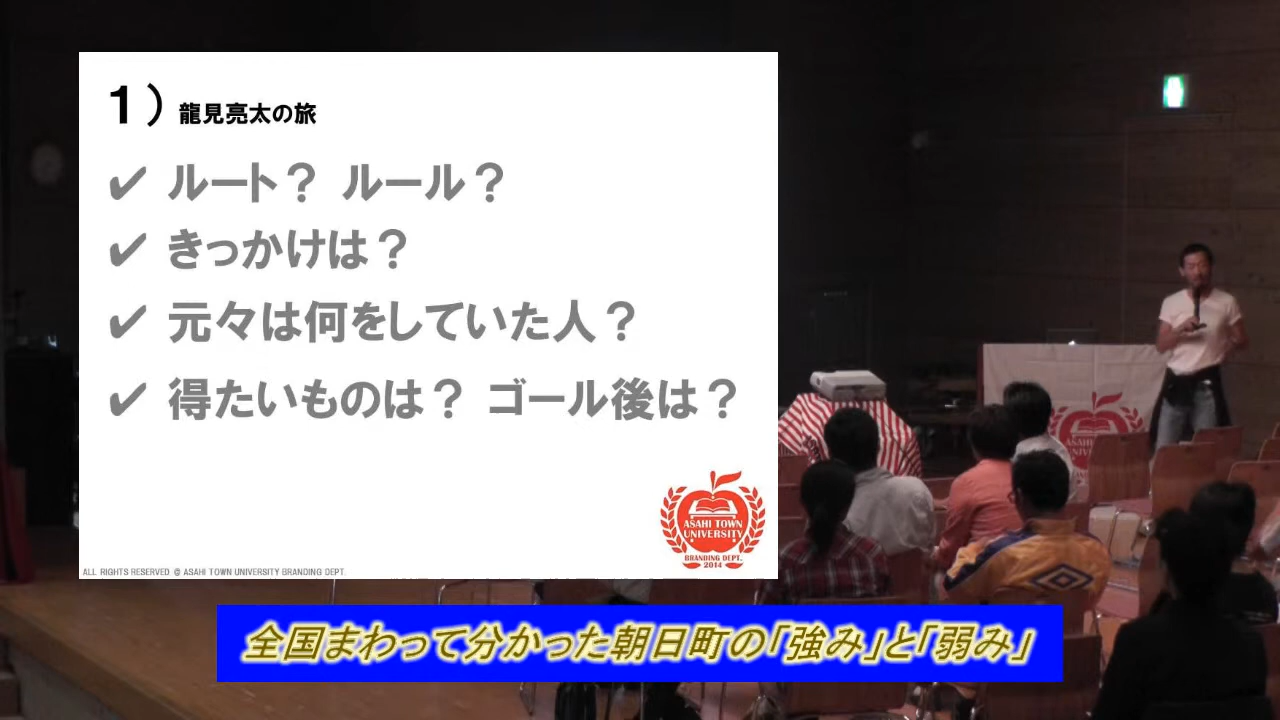 1） 龍見亮太の旅
✔ ルート？ ルール？
✔ きっかけは？
✔ 元々は何をしていた人？
✔ 得たいものは？ ゴール後は？
ASAHI TOWN
UNIVERSITY
BRANDING DEPT.
2014
ALL RIGHTS RESERVED @ ASAHI TOWN UNIVERSITY BRANDING DEPT.
全国まわって分かった朝日町の｢強み｣と｢弱み｣